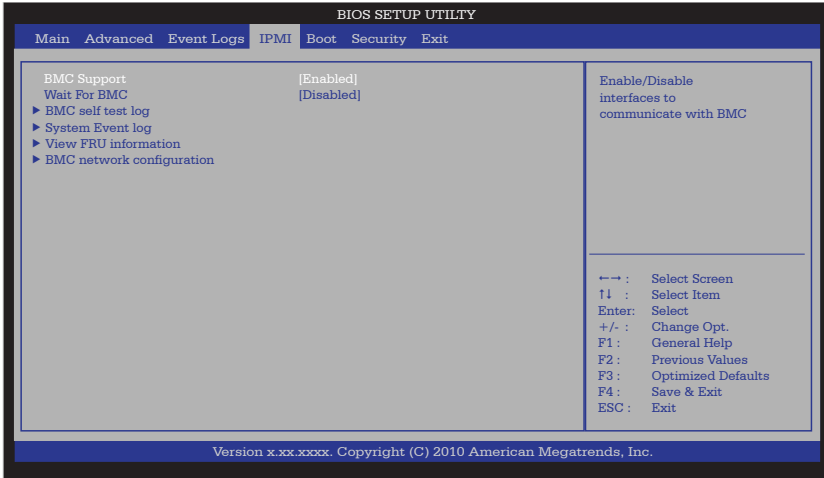 BIOS SETUP UTILTY
Main Advanced Event Logs IPMI Boot Security Exit
BMC Support [Enabled]
Wait For BMC [Disabled]
▶ BMC self test log
▶ System Event log
▶ View FRU information
▶ BMC network configuration
Enable/Disable
interfaces to
communicate with BMC
←→ : Select Screen
↑↓ : Select Item
Enter: Select
+/- : Change Opt.
F1 : General Help
F2 : Previous Values
F3 : Optimized Defaults
F4 : Save & Exit
ESC : Exit
Version x.xx.xxxx. Copyright (C) 2010 American Megatrends, Inc.